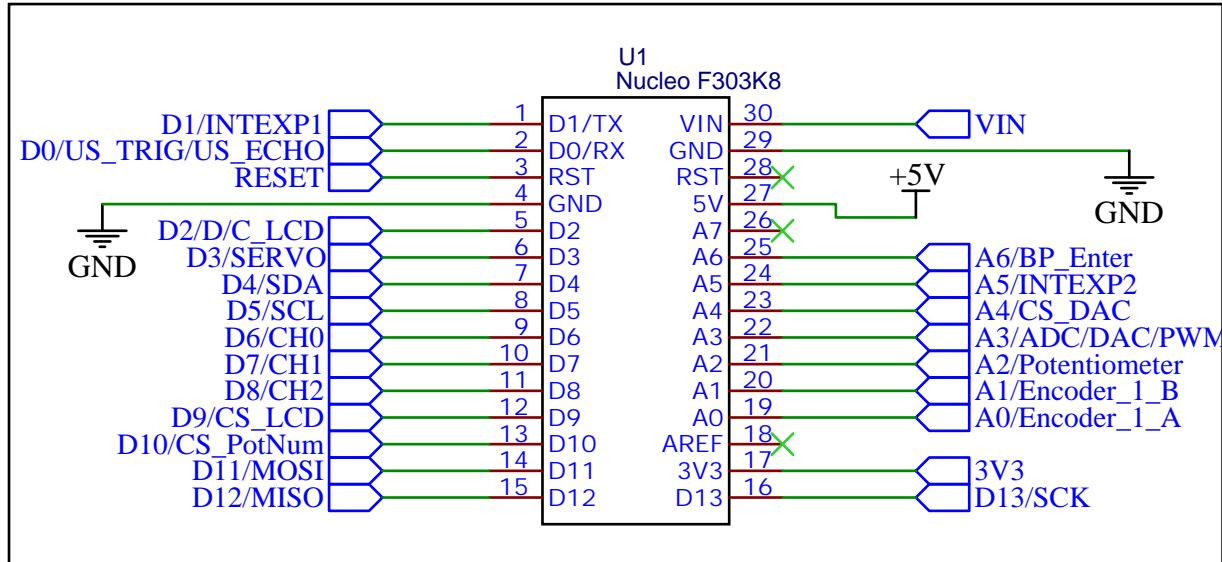 U1
Nucleo F303K8
D1/INTEXP1 1 D1/TX VIN 30 VIN
D0/US_TRIG/US_ECHO 2 D0/RX GND 29
RESET 3 RST RST 28
+5V
4 GND 5V 27
GND
GND
D2/D/C_LCD 5 D2 A7 26
D3/SERVO 6 D3 A6 25 A6/BP_Enter
D4/SDA 7 D4 A5 24 A5/INTEXP2
D5/SCL 8 D5 A4 23 A4/CS_DAC
D6/CH0 9 D6 A3 22 A3/ADC/DAC/PWM
D7/CH1 10 D7 A2 21 A2/Potentiometer
D8/CH2 11 D8 A1 20 A1/Encoder_1_B
D9/CS_LCD 12 D9 A0 19 A0/Encoder_1_A
D10/CS_PotNum 13 D10 AREF 18
D11/MOSI 14 D11 3V3 17 3V3
D12/MISO 15 D12 D13 16 D13/SCK